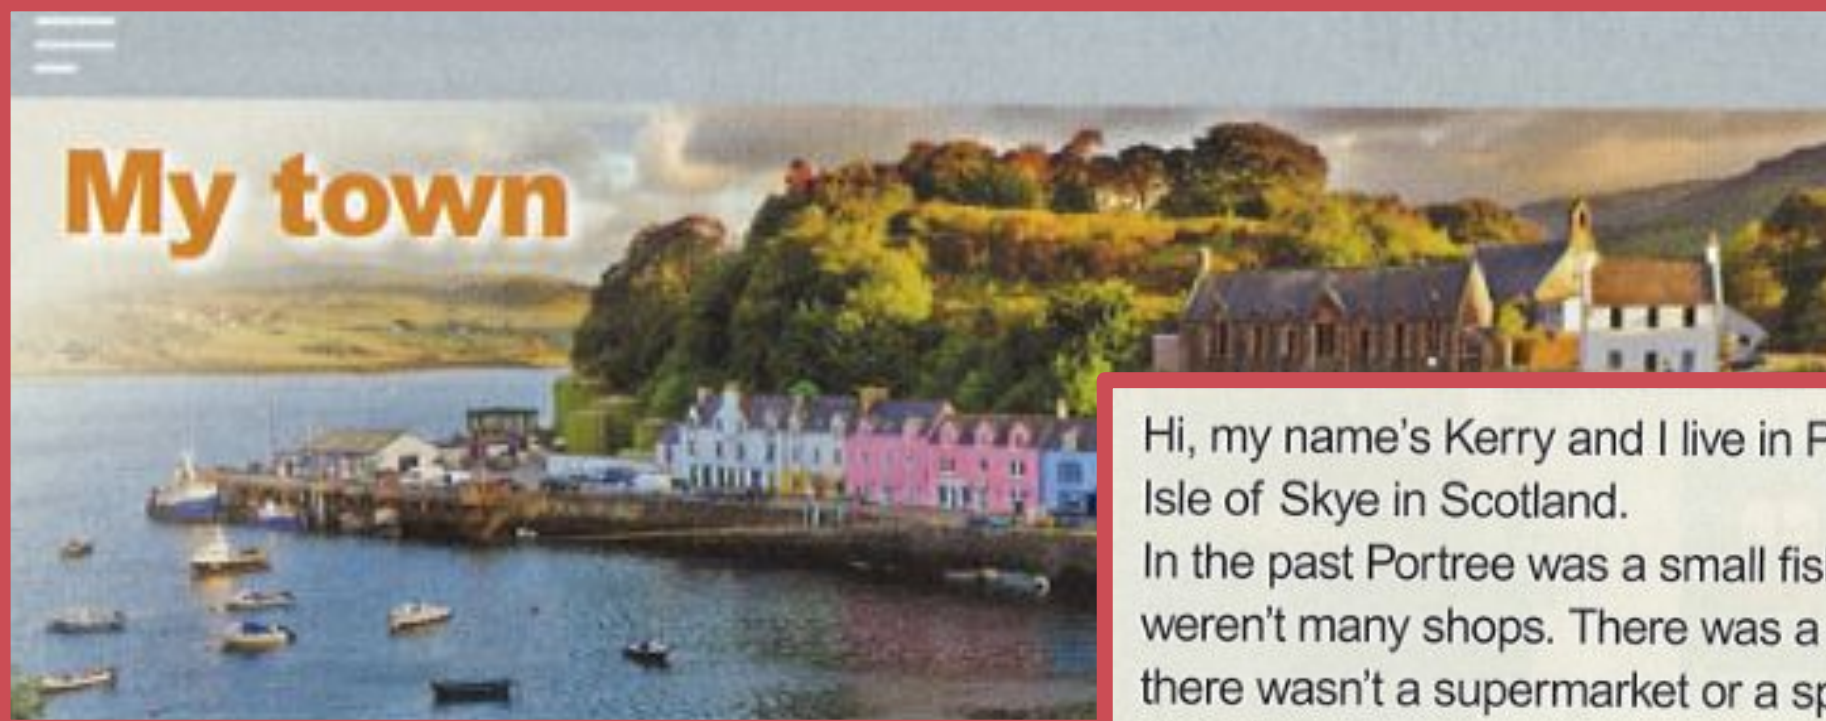 My town
Hi, my name's Kerry and I live in
Isle of Skye in Scotland.
In the past Portree was a small
weren't many shops. There was a
there wasn't a supermarket or a